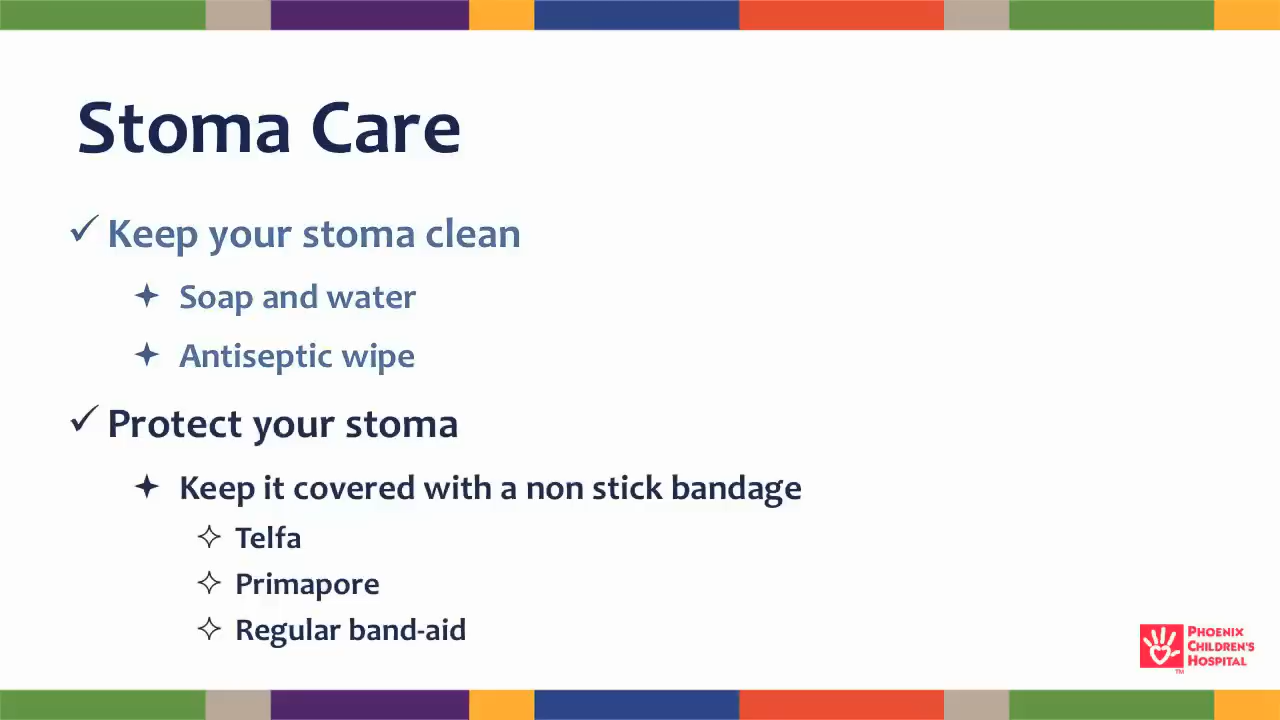 Stoma Care
✓ Keep your stoma clean
✦ Soap and water
✦ Antiseptic wipe
✓ Protect your stoma
✦ Keep it covered with a non stick bandage
✧ Telfa
✧ Primapore
✧ Regular band-aid
PHOENIX
CHILDREN'S
HOSPITAL
TM